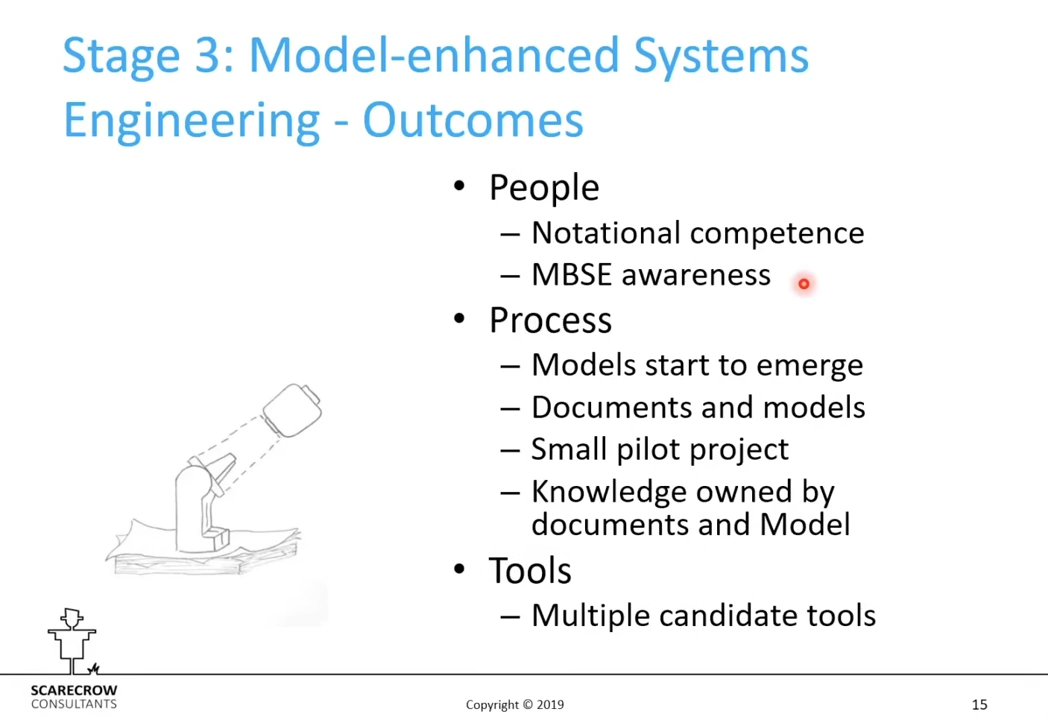 Stage 3: Model-enhanced Systems
Engineering - Outcomes
• People
– Notational competence
– MBSE awareness
• Process
– Models start to emerge
– Documents and models
– Small pilot project
– Knowledge owned by
documents and Model
• Tools
– Multiple candidate tools
SCARECROW
CONSULTANTS
Copyright © 2019
15